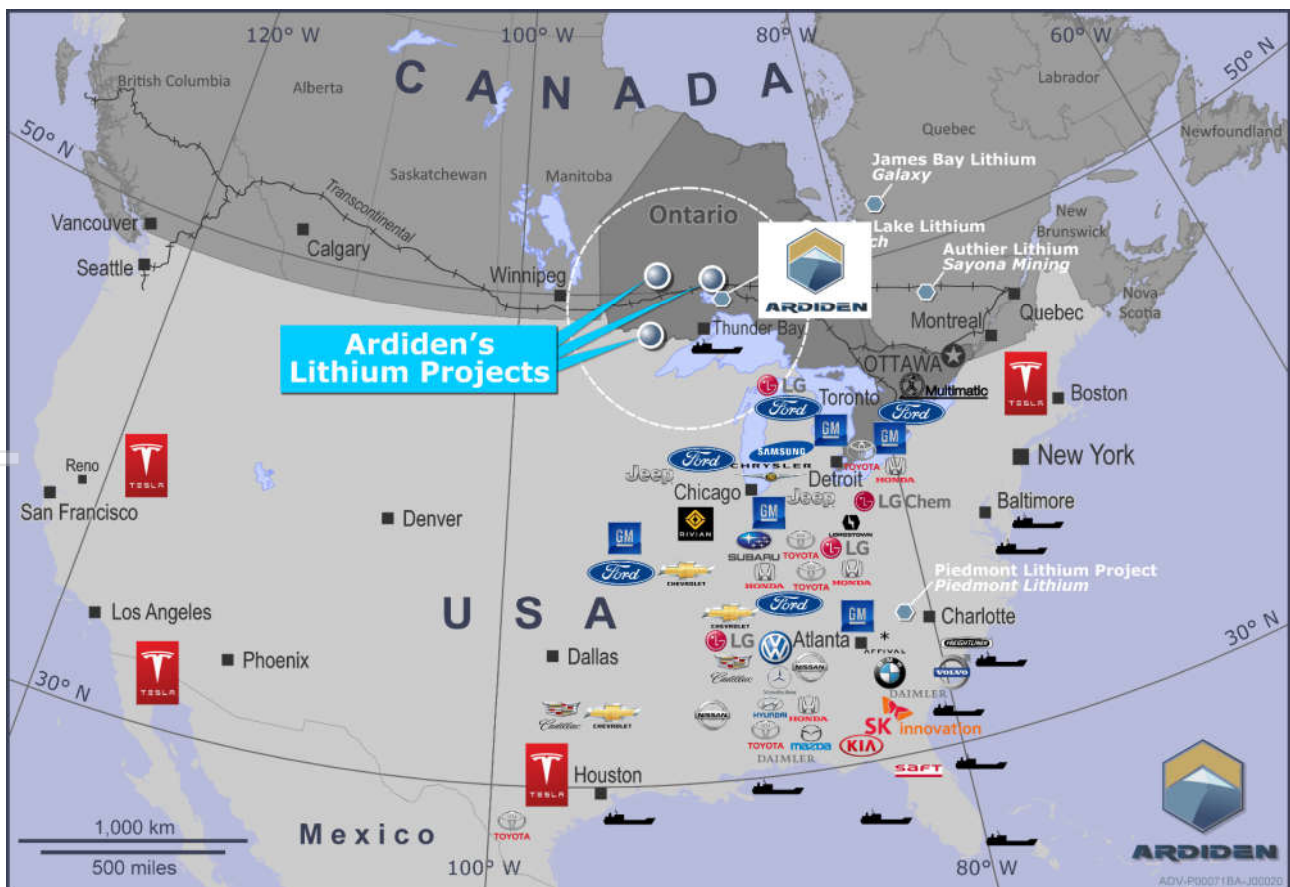 120° W
100° W
80° W
60° W
50° N
50° N
CANADA
British Columbia
Alberta
Saskatchewan
Manitoba
Ontario
Quebec
Labrador
Newfoundland
New
Brunswick
Nova
Scotia
Transcontinental
James Bay Lithium
Galaxy
Lake Lithium
ch
Authier Lithium
Sayona Mining
ARDIDEN
Vancouver
Seattle
Calgary
Winnipeg
Thunder Bay
Montreal
Quebec
OTTAWA
Ardiden's
Lithium Projects
Multimatic
TESLA
Boston
LG
Toronto
Ford
Ford
GM
GM
New York
Reno
TESLA
San Francisco
Jeep
Ford
SAMSUNG
CHRYSLER
TOYOTA
HONDA
Detroit
Chicago
Jeep
LG Chem
Baltimore
Denver
GM
RIVIAN
GM
LORDSTOWN
SUBARU
TOYOTA
LG
Ford
CHEVROLET
HONDA
TOYOTA
HONDA
Piedmont Lithium Project
Piedmont Lithium
Los Angeles
USA
CHEVROLET
Ford
GM
Charlotte
30° N
LG
VW
Atlanta
ARRIVAL
FREIGHTLINER
Phoenix
TESLA
Dallas
Cadillac
NISSAN
Mercedes-Benz
DAIMLER
VOLVO
BMW
30° N
Cadillac
CHEVROLET
NISSAN
HYUNDAI
HONDA
SK innovation
TOYOTA
mazda
KIA
DAIMLER
SAFT
TESLA
Houston
TOYOTA
Mexico
1,000 km
500 miles
100° W
80° W
ARDIDEN
ADV-P00071BA-J00020